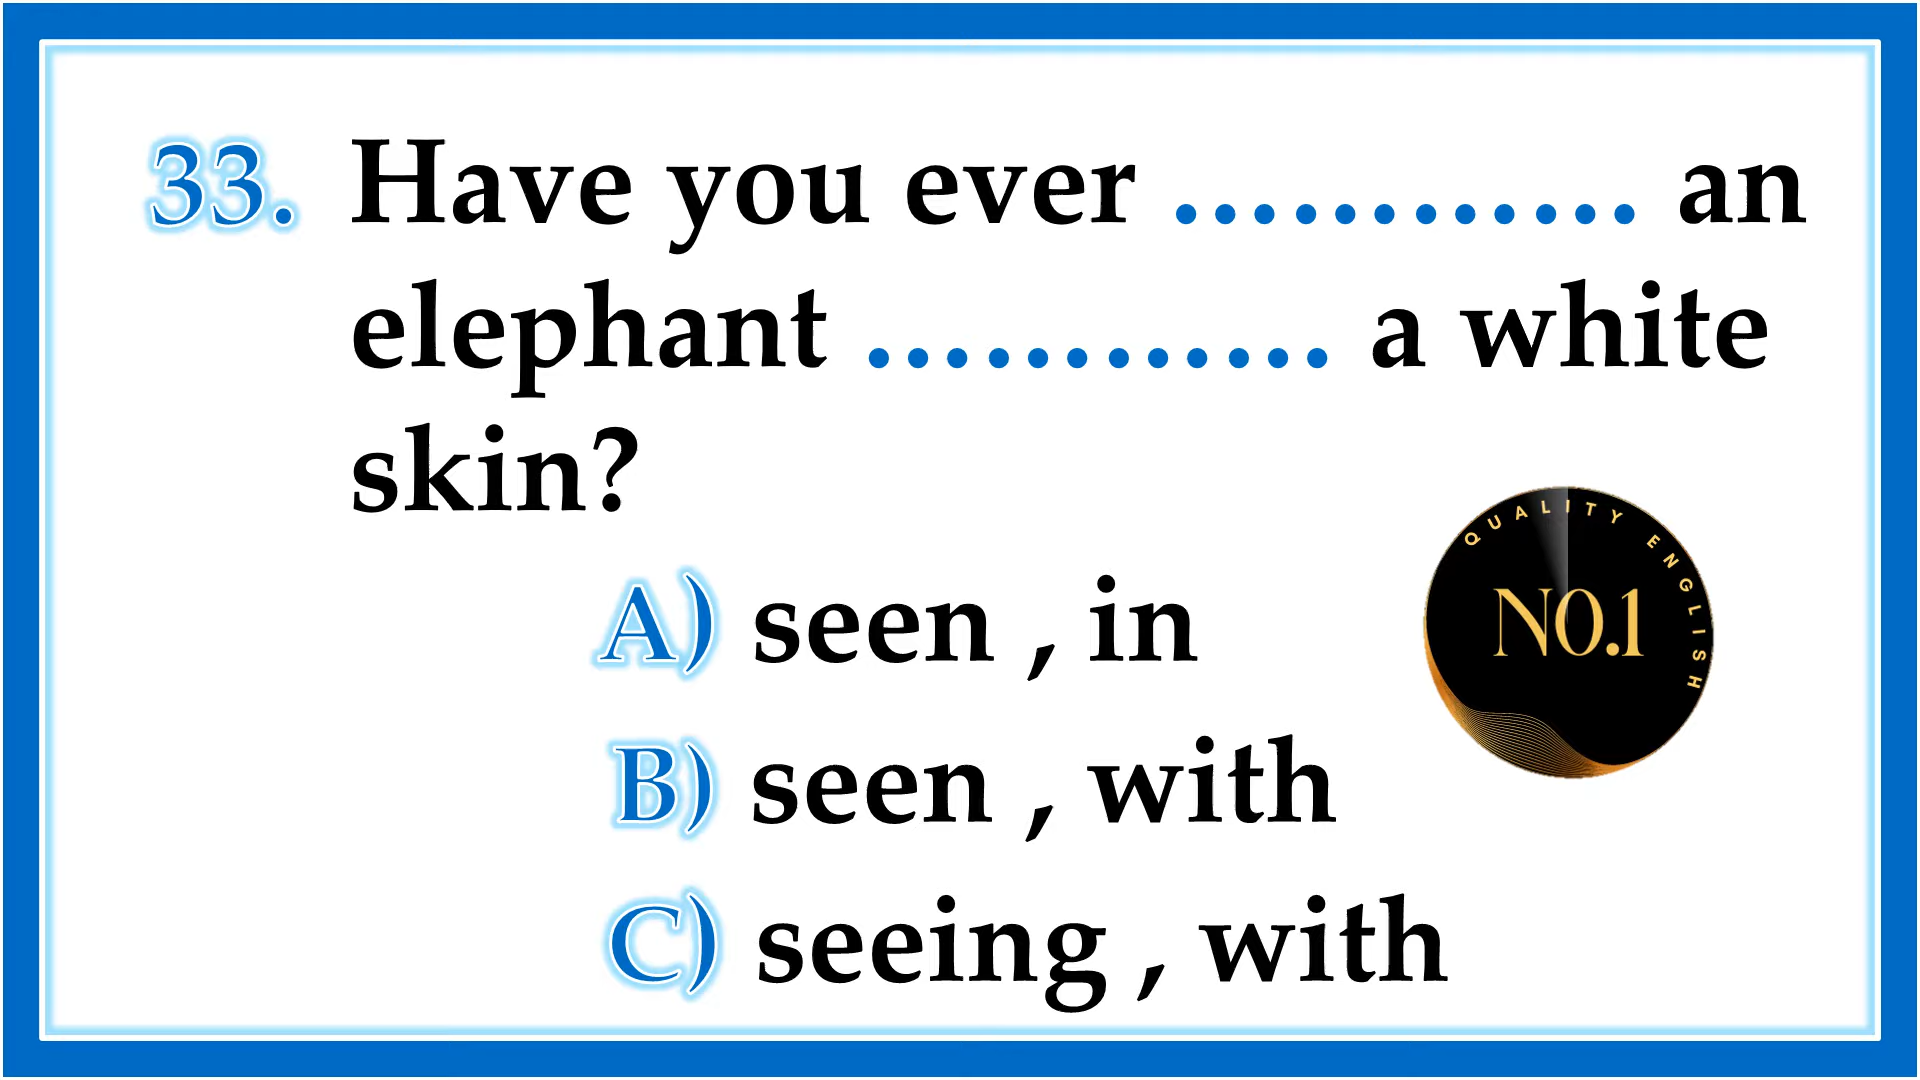 33. Have you ever ............ an
elephant ............ a white
skin?
A) seen , in
B) seen , with
C) seeing , with
QUALITY ENGLISH
NO.1